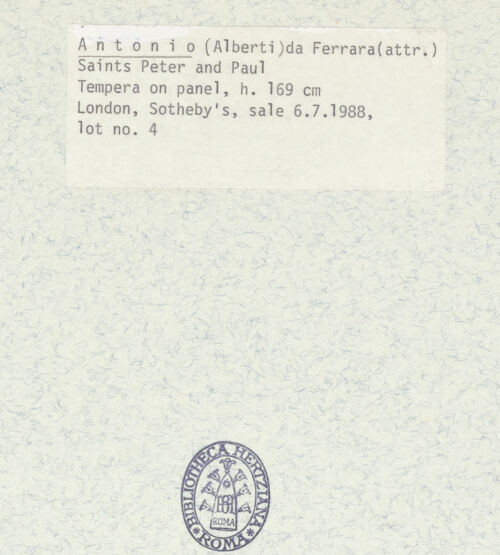 Antonio (Alberti)da Ferrara(attr.)
Saints Peter and Paul
Tempera on panel, h. 169 cm
London, Sotheby's, sale 6.7.1988,
lot no. 4
BIBLIOTHECA HERTZIANA
ROMA
*ROMA*